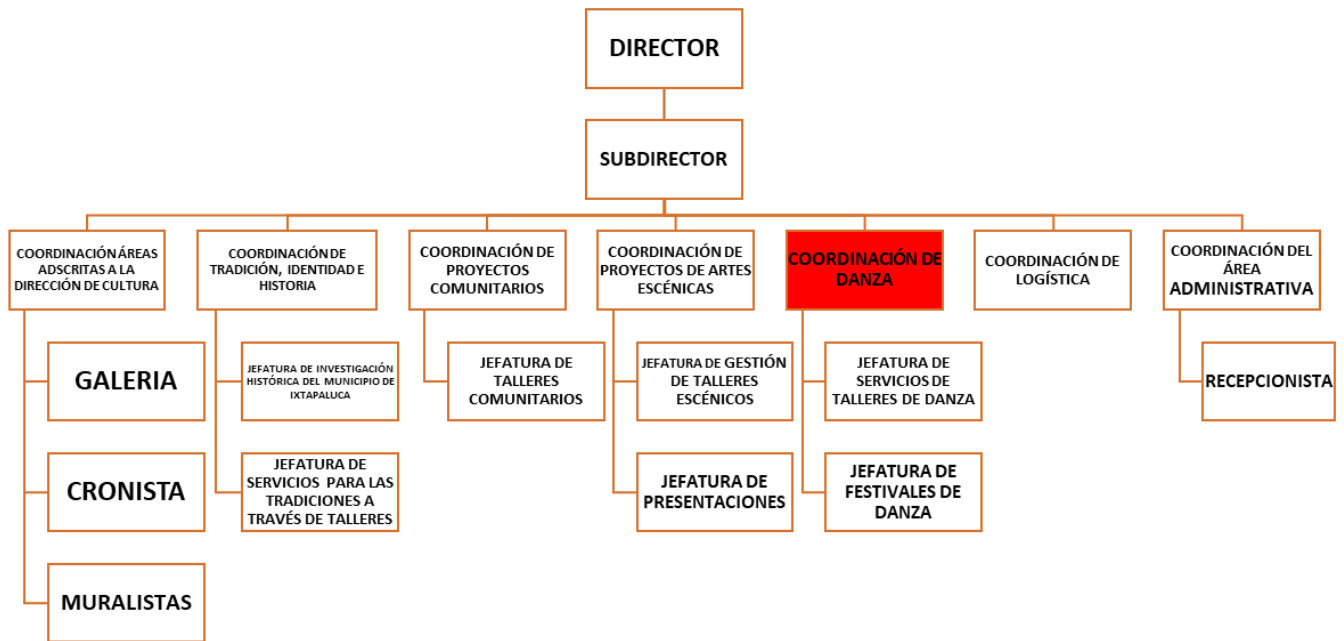 DIRECTOR
SUBDIRECTOR
COORDINACIÓN ÁREAS
ADSCRITAS A LA
DIRECCIÓN DE CULTURA
COORDINACIÓN DE
TRADICIÓN, IDENTIDAD E
HISTORIA
COORDINACIÓN DE
PROYECTOS
COMUNITARIOS
COORDINACIÓN DE
PROYECTOS DE ARTES
ESCÉNICAS
COORDINACIÓN DE
DANZA
COORDINACIÓN DE
LOGÍSTICA
COORDINACIÓN DEL
ÁREA
ADMINISTRATIVA
GALERIA
JEFATURA DE INVESTIGACIÓN
HISTÓRICA DEL MUNICIPIO DE
IXTAPALUCA
JEFATURA DE
TALLERES
COMUNITARIOS
JEFATURA DE GESTIÓN
DE TALLERES
ESCÉNICOS
JEFATURA DE
SERVICIOS DE
TALLERES DE DANZA
RECEPCIONISTA
CRONISTA
JEFATURA DE
SERVICIOS PARA LAS
TRADICIONES A
TRAVÉS DE TALLERES
JEFATURA DE
PRESENTACIONES
JEFATURA DE
FESTIVALES DE
DANZA
MURALISTAS